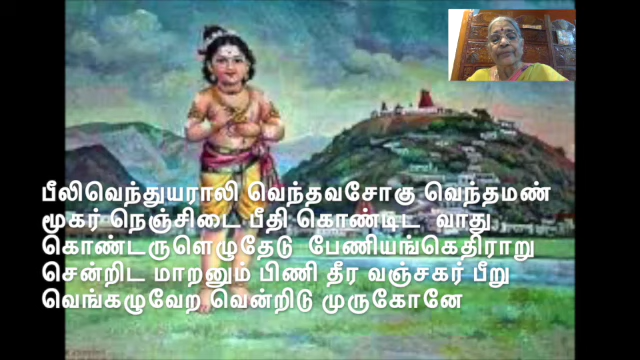 பீலிவெந்துயராலி வெந்தவசோகு வெந்தமண்
மூகர் நெஞ்சிடை பீதி கொண்டிட வாது
கொண்டருளெழுதேடு பேணியங்கெதிராறு
சென்றிட மாறனும் பிணி தீர வஞ்சகர் பீறு
வெங்கழுவேற வென்றிடு முருகோனே